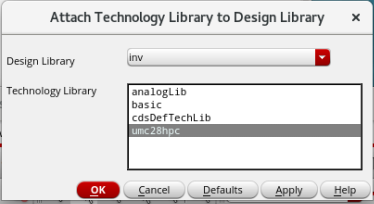 Attach Technology Library to Design Library ×
Design Library inv
Technology Library analogLib
basic
cdsDefTechLib
umc28hpc
OK Cancel Defaults Apply Help